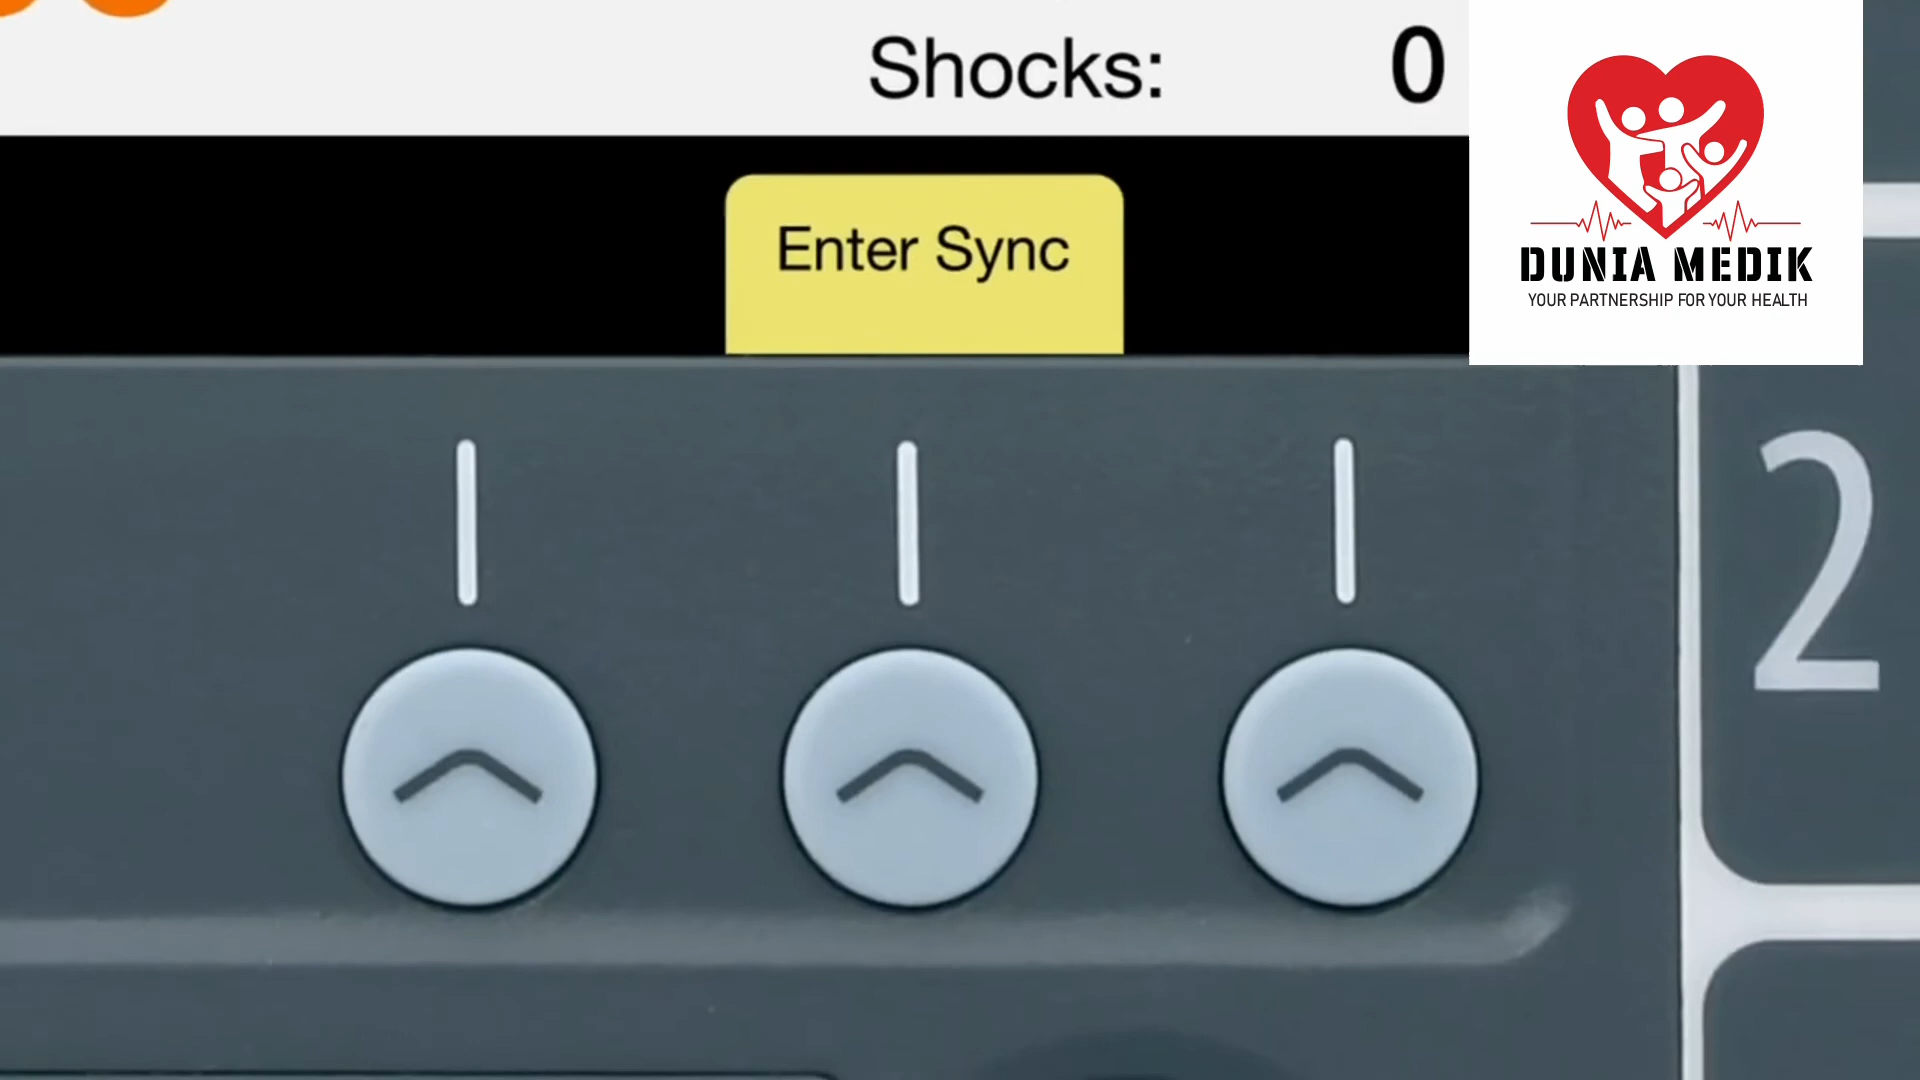 Shocks: 0
Enter Sync
2
DUNIA MEDIK
YOUR PARTNERSHIP FOR YOUR HEALTH